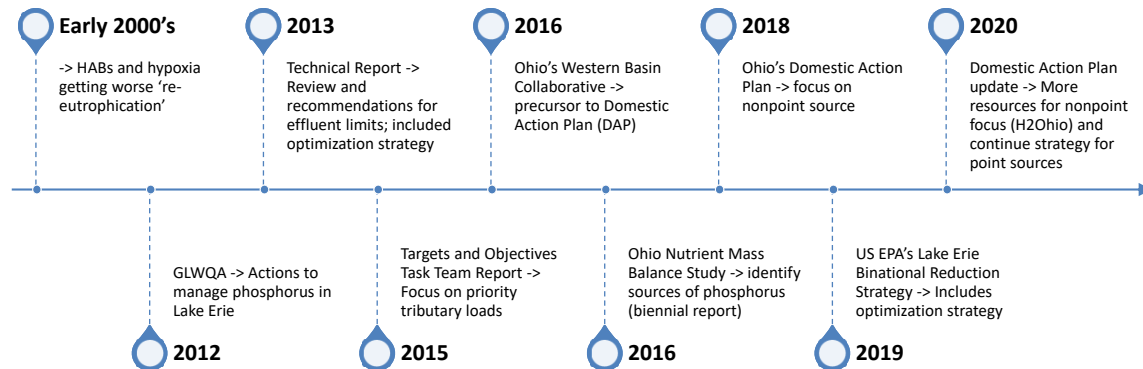 Early 2000's
-> HABs and hypoxia
getting worse 're-
eutrophication'
2013
Technical Report ->
Review and
recommendations for
effluent limits; included
optimization strategy
2016
Ohio's Western Basin
Collaborative ->
precursor to Domestic
Action Plan (DAP)
2018
Ohio's Domestic Action
Plan -> focus on
nonpoint source
2020
Domestic Action Plan
update -> More
resources for nonpoint
focus (H2Ohio) and
continue strategy for
point sources
GLWQA -> Actions to
manage phosphorus in
Lake Erie
2012
Targets and Objectives
Task Team Report ->
Focus on priority
tributary loads
2015
Ohio Nutrient Mass
Balance Study -> identify
sources of phosphorus
(biennial report)
2016
US EPA's Lake Erie
Binational Reduction
Strategy -> Includes
optimization strategy
2019